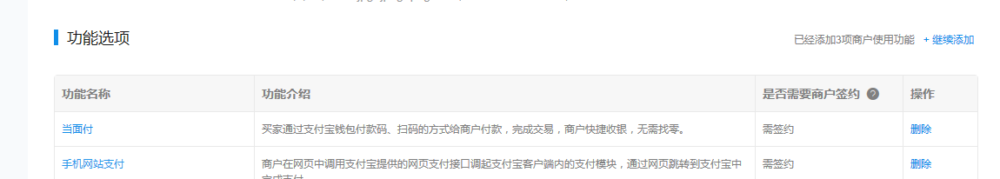 功能选项
已经添加3项商户使用功能 + 继续添加
功能名称 功能介绍 是否需要商户签约 ? 操作
当面付 买家通过支付宝钱包付款码、扫码的方式给商户付款，完成交易，商户快捷收银，无需找零。 需签约 删除
手机网站支付 商户在网页中调用支付宝提供的网页支付接口调起支付宝客户端内的支付模块，通过网页跳转到支付宝中 需签约 删除
完成支付